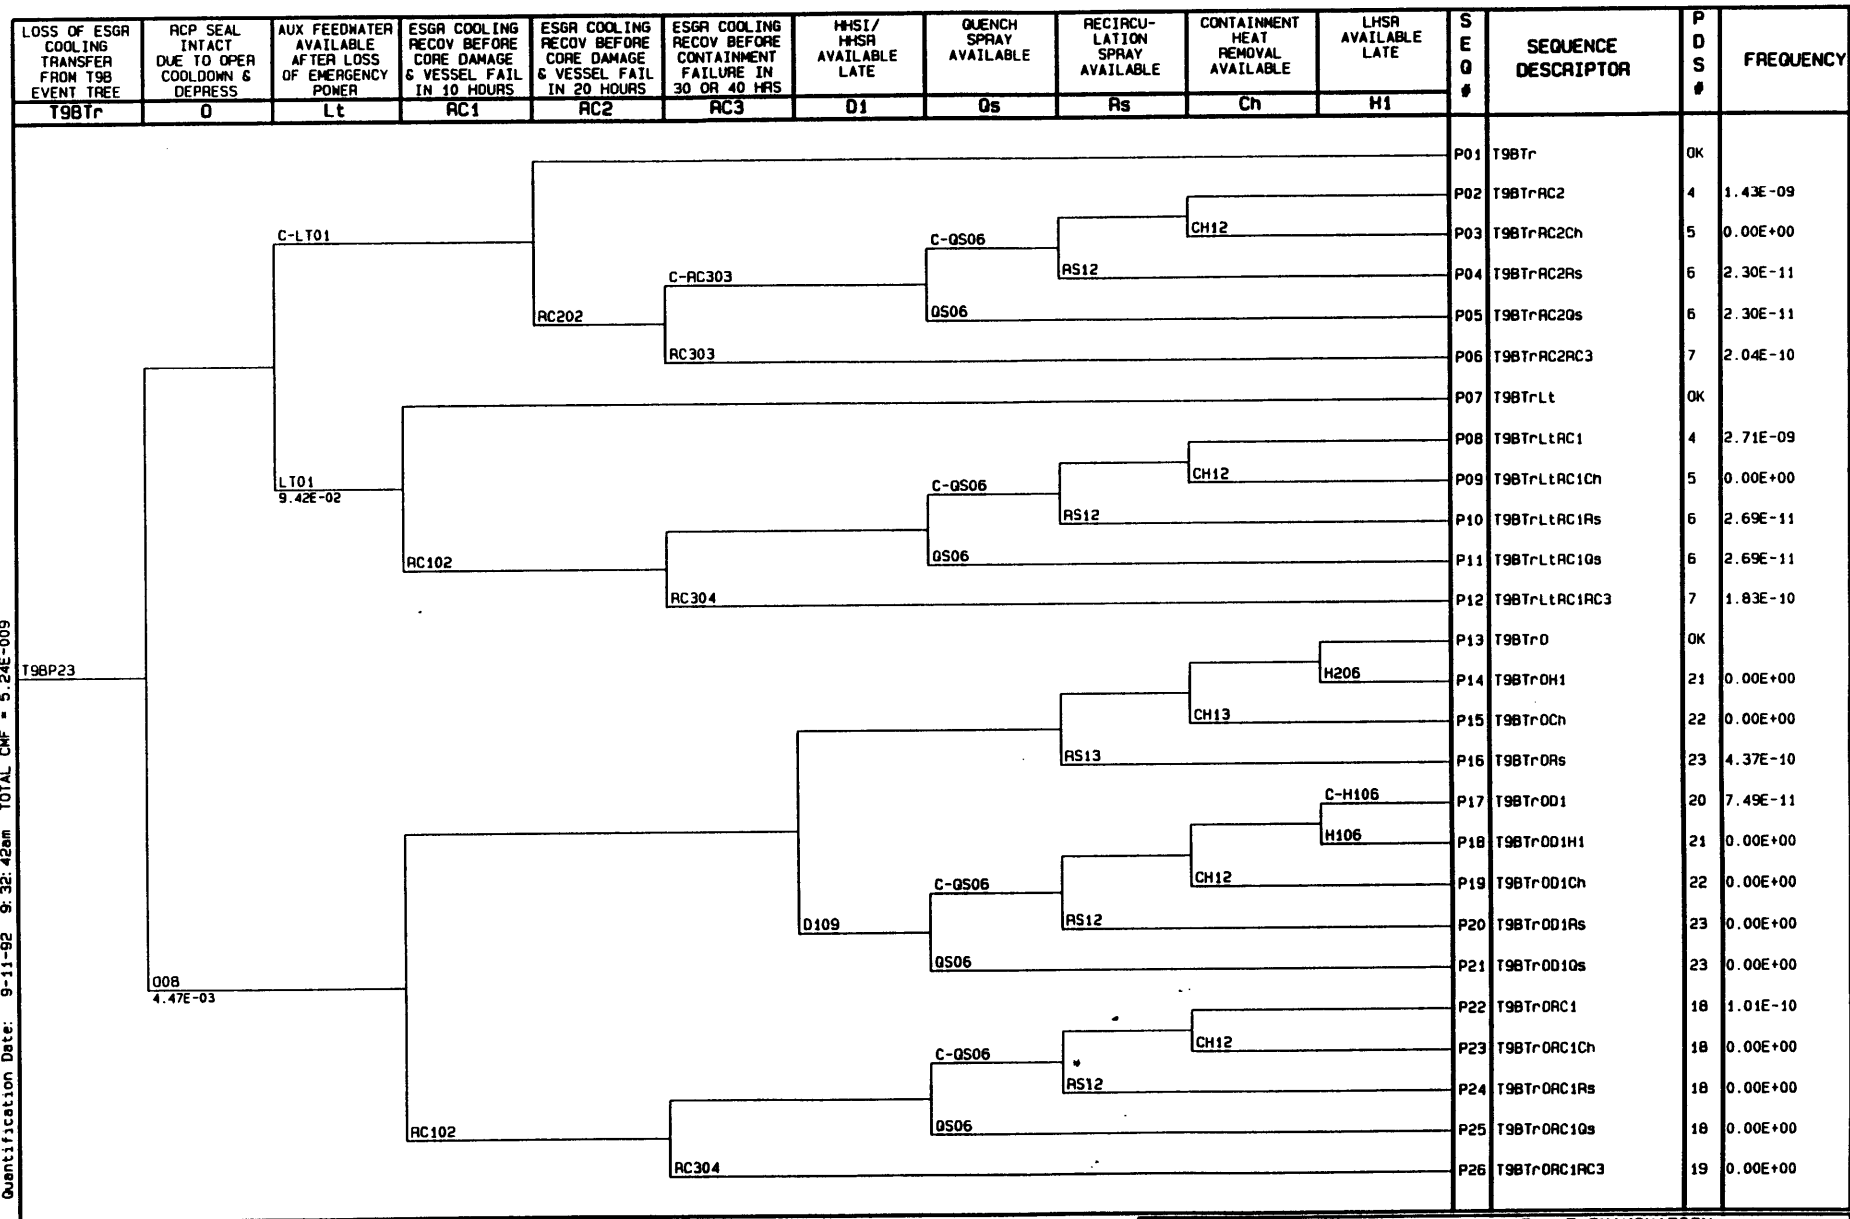 LOSS OF ESGR
COOLING
TRANSFER
FROM T9B
EVENT TREE
T9BTr
RCP SEAL
INTACT
DUE TO OPER
COOLDOWN &
DEPRESS
O
AUX FEEDWATER
AVAILABLE
AFTER LOSS
OF EMERGENCY
POWER
Lt
ESGR COOLING
RECOV BEFORE
CORE DAMAGE
& VESSEL FAIL
IN 10 HOURS
RC1
ESGR COOLING
RECOV BEFORE
CORE DAMAGE
& VESSEL FAIL
IN 20 HOURS
RC2
ESGR COOLING
RECOV BEFORE
CONTAINMENT
FAILURE IN
30 OR 40 HRS
RC3
HHSI/
HHSR
AVAILABLE
LATE
D1
QUENCH
SPRAY
AVAILABLE
Qs
RECIRCU-
LATION
SPRAY
AVAILABLE
Rs
CONTAINMENT
HEAT
REMOVAL
AVAILABLE
Ch
LHSR
AVAILABLE
LATE
H1
SEQ#
SEQUENCE
DESCRIPTOR
PDS#
FREQUENCY
P01 T9BTr OK
P02 T9BTrRC2 4 1.43E-09
CH12
P03 T9BTrRC2Ch 5 0.00E+00
C-LT01
C-QS06
RS12
P04 T9BTrRC2Rs 6 2.30E-11
C-RC303
QS06
P05 T9BTrRC2Qs 6 2.30E-11
RC202
RC303
P06 T9BTrRC2RC3 7 2.04E-10
P07 T9BTrLt OK
P08 T9BTrLtRC1 4 2.71E-09
CH12
P09 T9BTrLtRC1Ch 5 0.00E+00
LT01
9.42E-02
C-QS06
RS12
P10 T9BTrLtRC1Rs 6 2.69E-11
QS06
P11 T9BTrLtRC1Qs 6 2.69E-11
RC102
RC304
P12 T9BTrLtRC1RC3 7 1.83E-10
P13 T9BTrO OK
T9BP23
H206
P14 T9BTrOH1 21 0.00E+00
CH13
P15 T9BTrOCh 22 0.00E+00
RS13
P16 T9BTrORs 23 4.37E-10
C-H106
P17 T9BTrOD1 20 7.49E-11
H106
P18 T9BTrOD1H1 21 0.00E+00
CH12
P19 T9BTrOD1Ch 22 0.00E+00
C-QS06
D109
RS12
P20 T9BTrOD1Rs 23 0.00E+00
QS06
P21 T9BTrOD1Qs 23 0.00E+00
O08
4.47E-03
P22 T9BTrORC1 18 1.01E-10
CH12
P23 T9BTrORC1Ch 18 0.00E+00
C-QS06
RS12
P24 T9BTrORC1Rs 18 0.00E+00
QS06
P25 T9BTrORC1Qs 18 0.00E+00
RC102
RC304
P26 T9BTrORC1RC3 19 0.00E+00
Quantification Date: 9-11-92 9:32:42am TOTAL CMF = 5.24E-009